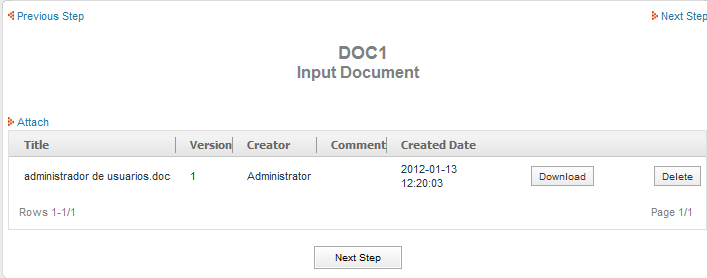 Previous Step Next Step
DOC1
Input Document
Attach
Title Version Creator Comment Created Date
administrador de usuarios.doc 1 Administrator 2012-01-13 12:20:03 Download Delete
Rows 1-1/1 Page 1/1
Next Step